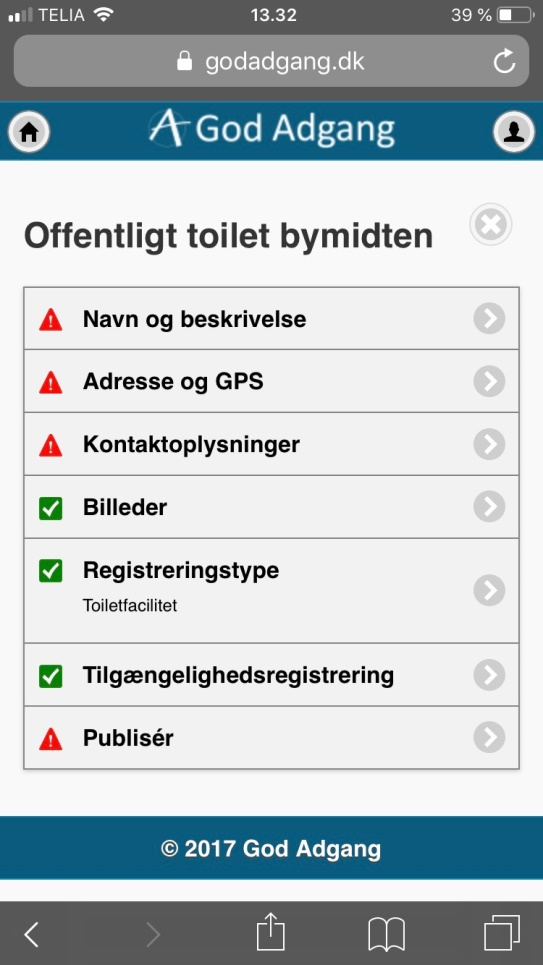 TELIA
13.32
39 %
godadgang.dk
God Adgang
Offentligt toilet bymidten
Navn og beskrivelse
Adresse og GPS
Kontaktoplysninger
Billeder
Registreringstype
Toiletfacilitet
Tilgængelighedsregistrering
Publisér
© 2017 God Adgang